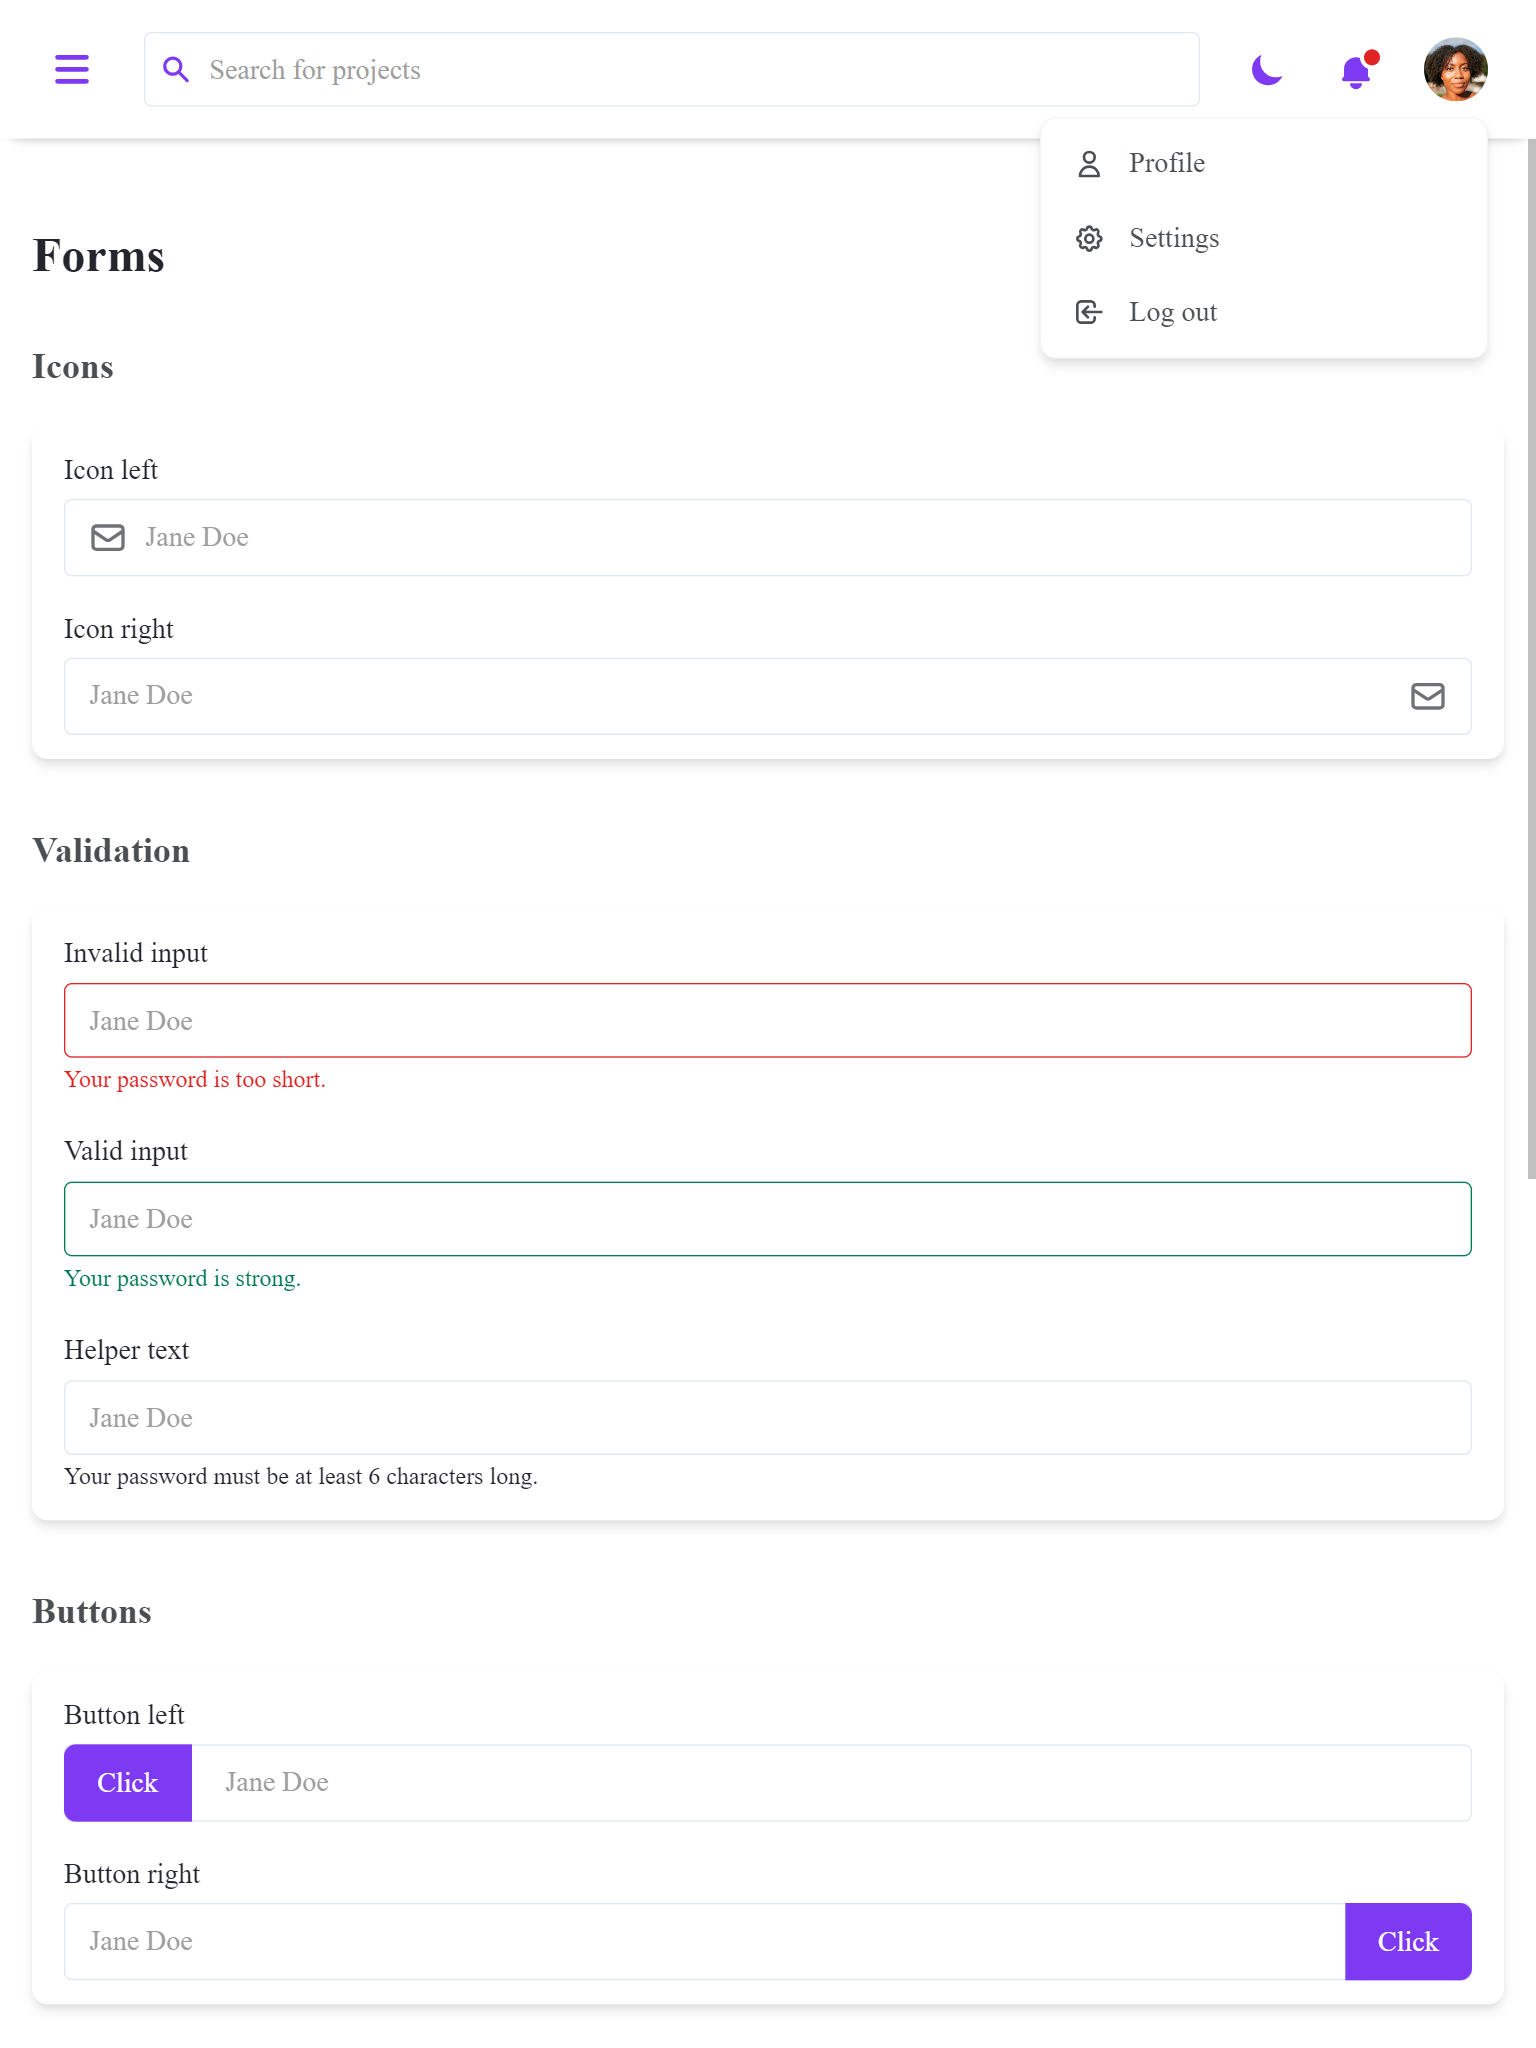 Search for projects
Profile
Settings
Log out
Forms
Icons
Icon left
Jane Doe
Icon right
Jane Doe
Validation
Invalid input
Jane Doe
Your password is too short.
Valid input
Jane Doe
Your password is strong.
Helper text
Jane Doe
Your password must be at least 6 characters long.
Buttons
Button left
Click Jane Doe
Button right
Jane Doe Click